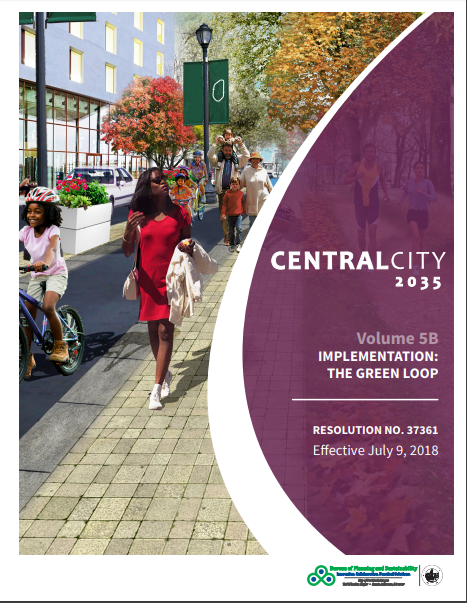 CENTRALCITY
2035
Volume 5B
IMPLEMENTATION:
THE GREEN LOOP
RESOLUTION NO. 37361
Effective July 9, 2018
Bureau of Planning and Sustainability